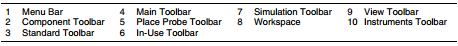 1 Menu Bar 4 Main Toolbar 7 Simulation Toolbar 9 View Toolbar
2 Component Toolbar 5 Place Probe Toolbar 8 Workspace 10 Instruments Toolbar
3 Standard Toolbar 6 In-Use Toolbar